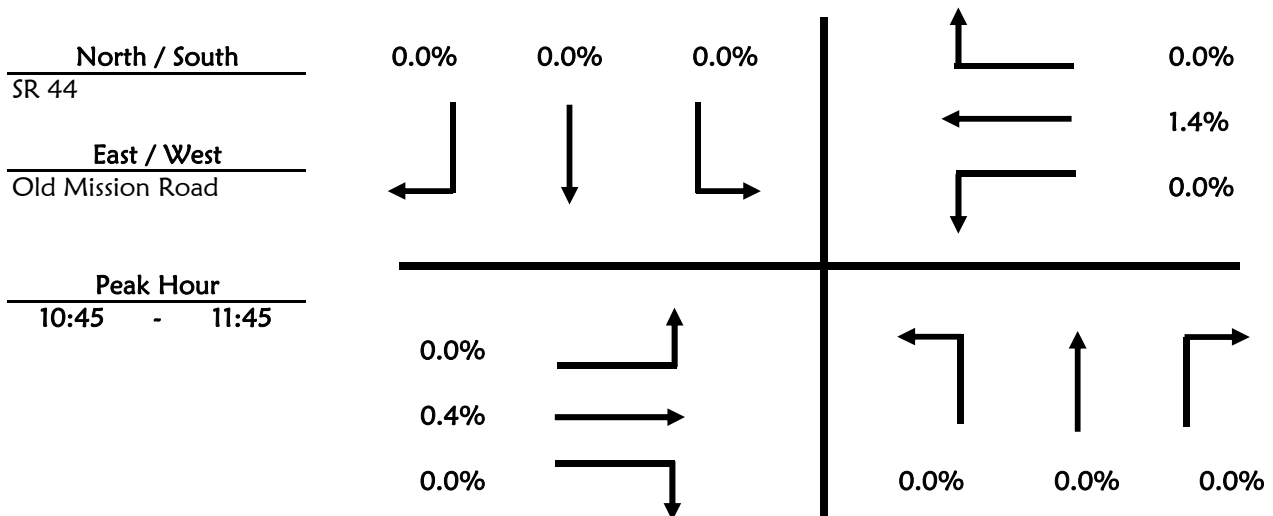 North / South
SR 44
East / West
Old Mission Road
Peak Hour
10:45 - 11:45
0.0% 0.0% 0.0%
0.0%
1.4%
0.0%
0.0%
0.4%
0.0%
0.0% 0.0% 0.0%